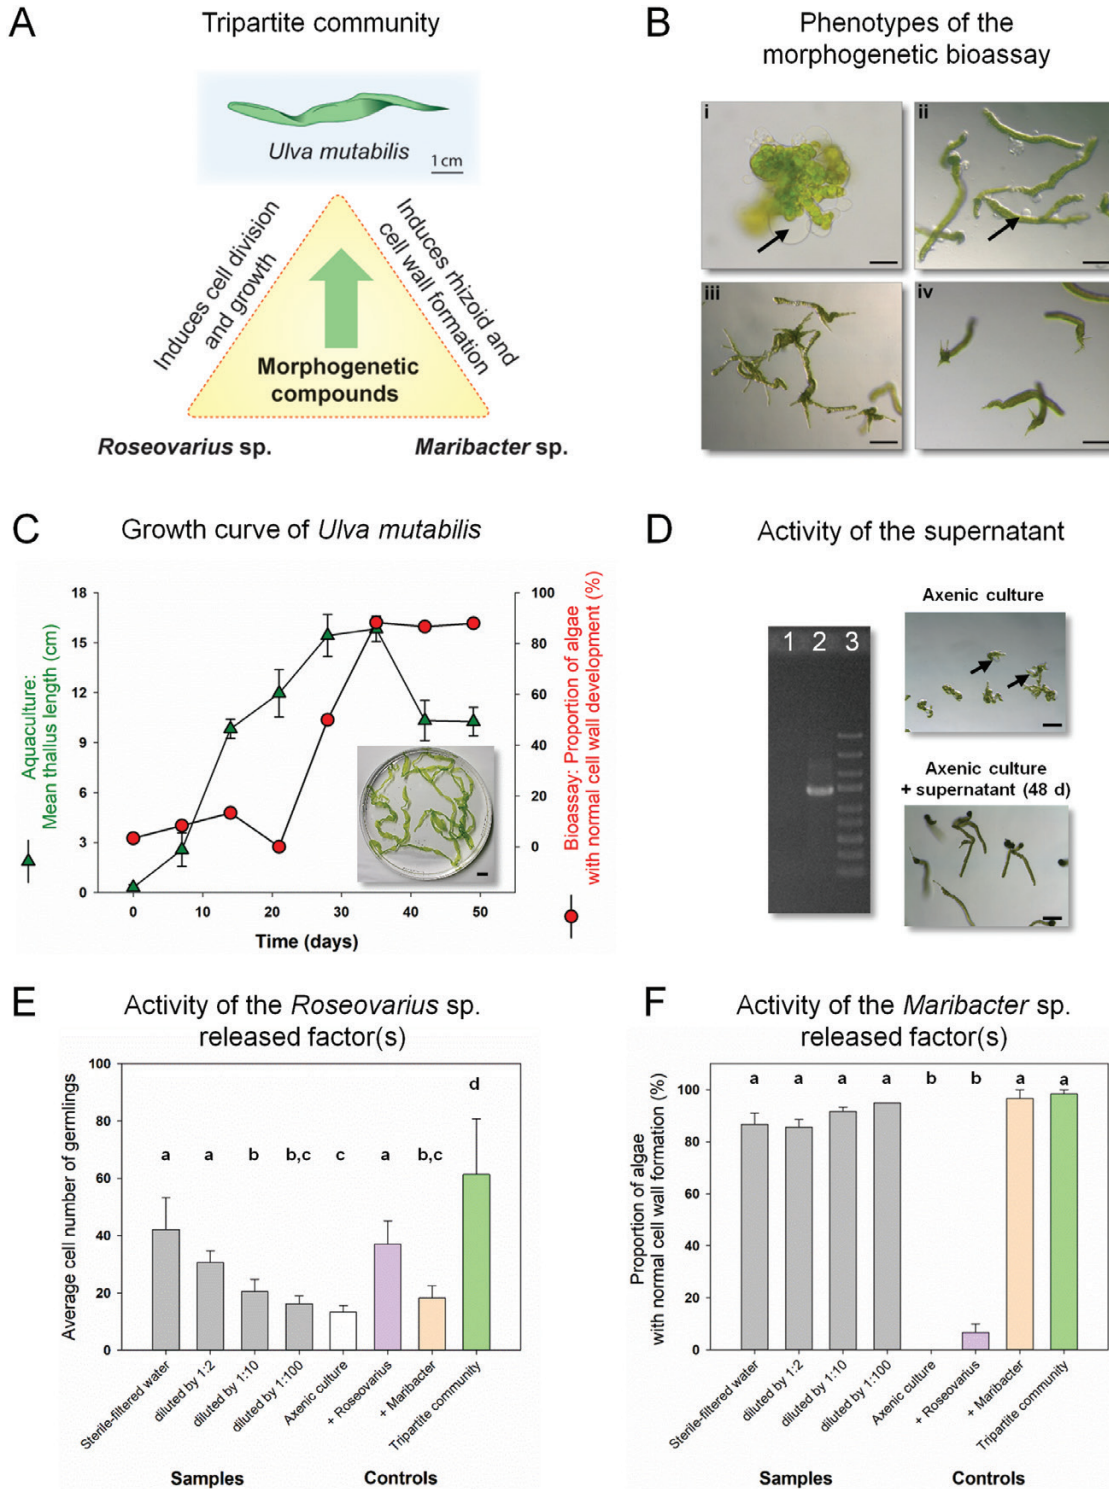 A
Tripartite community
Ulva mutabilis
1 cm
Induces cell division
and growth
Induces rhizoid and
cell wall formation
Morphogenetic
compounds
Roseovarius sp.
Maribacter sp.
B
Phenotypes of the
morphogenetic bioassay
i
ii
iii
iv
C
Growth curve of Ulva mutabilis
Aquaculture:
Mean thallus length (cm)
18
15
12
9
6
3
0
100
80
60
40
20
0
Bioassay: Proportion of algae
with normal cell wall development (%)
0
10
20
30
40
50
Time (days)
D
Activity of the supernatant
1 2 3
Axenic culture
Axenic culture
+ supernatant (48 d)
E
Activity of the Roseovarius sp.
released factor(s)
Average cell number of germlings
100
80
60
40
20
0
a
a
b
b,c
c
a
b,c
d
Sterile-filtered water
diluted by 1:2
diluted by 1:10
diluted by 1:100
Axenic culture
+ Roseovarius
+ Maribacter
Tripartite community
Samples
Controls
F
Activity of the Maribacter sp.
released factor(s)
Proportion of algae
with normal cell wall formation (%)
100
80
60
40
20
0
a
a
a
a
b
b
a
a
Sterile-filtered water
diluted by 1:2
diluted by 1:10
diluted by 1:100
Axenic culture
+ Roseovarius
+ Maribacter
Tripartite community
Samples
Controls